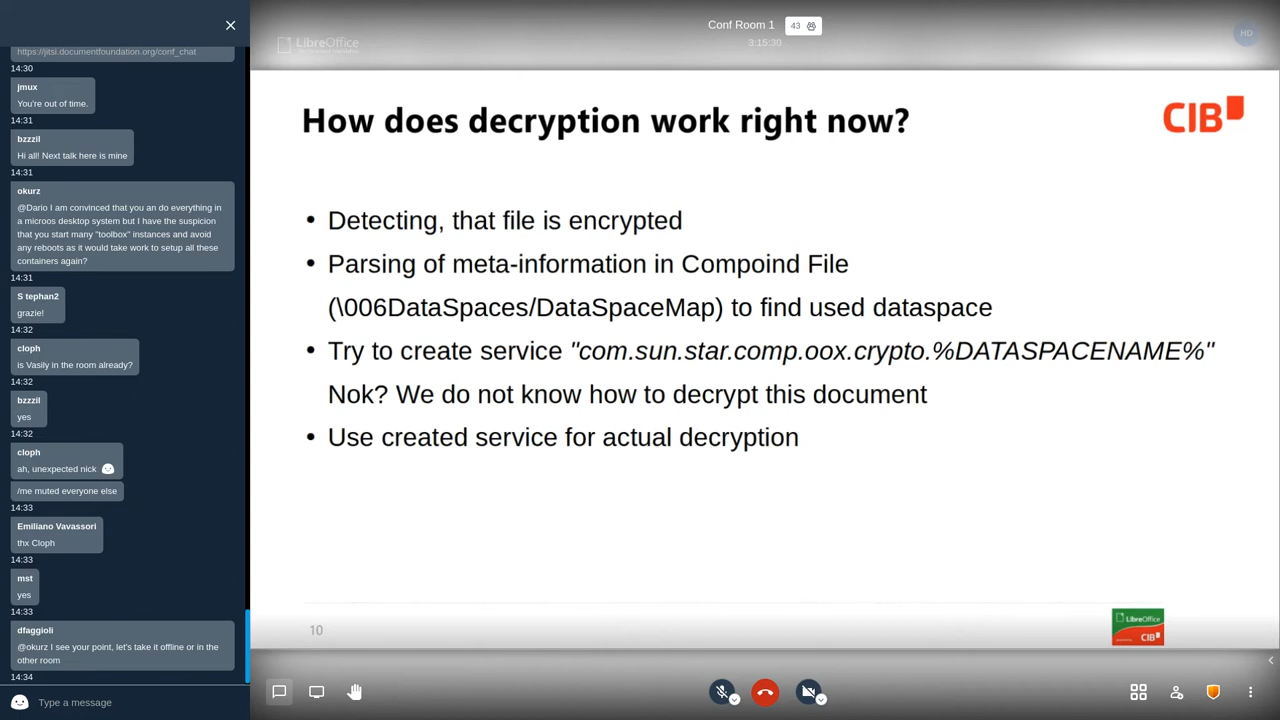 https://jitsi.documentfoundation.org/conf_chat
14:30
jmux
You're out of time.
14:31
bzzzil
Hi all! Next talk here is mine
14:31
okurz
@Dario I am convinced that you an do everything in
a microos desktop system but I have the suspicion
that you start many "toolbox" instances and avoid
any reboots as it would take work to setup all these
containers again?
14:31
S tephan2
grazie!
14:32
cloph
is Vasily in the room already?
14:32
bzzzil
yes
14:32
cloph
ah, unexpected nick
/me muted everyone else
14:33
Emiliano Vavassori
thx Cloph
14:33
mst
yes
14:33
dfaggioli
@okurz I see your point, let's take it offline or in the
other room
14:34
Type a message
Conf Room 1
43
3:15:30
LibreOffice
HD
How does decryption work right now?
CIB
• Detecting, that file is encrypted
• Parsing of meta-information in Compoind File
(\006DataSpaces/DataSpaceMap) to find used dataspace
• Try to create service "com.sun.star.comp.oox.crypto.%DATASPACENAME%"
Nok? We do not know how to decrypt this document
• Use created service for actual decryption
10
LibreOffice
CIB